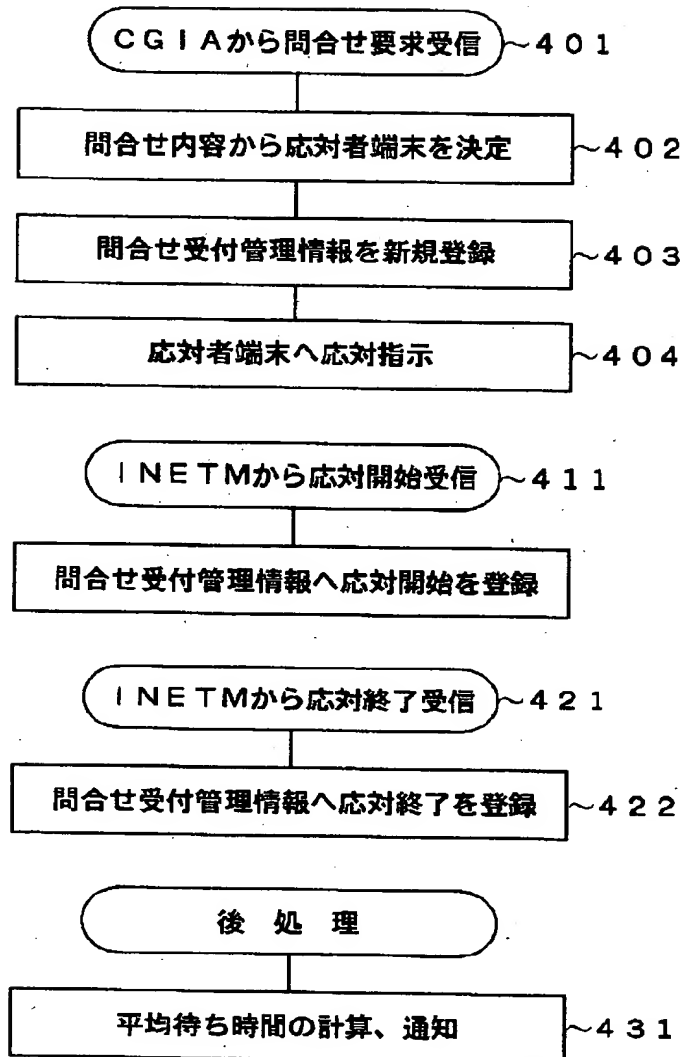 CGIAから問合せ要求受信 ~401
問合せ内容から応対者端末を決定 ~402
問合せ受付管理情報を新規登録 ~403
応対者端末へ応対指示 ~404
INETMから応対開始受信 ~411
問合せ受付管理情報へ応対開始を登録
INETMから応対終了受信 ~421
問合せ受付管理情報へ応対終了を登録 ~422
後処理
平均待ち時間の計算、通知 ~431